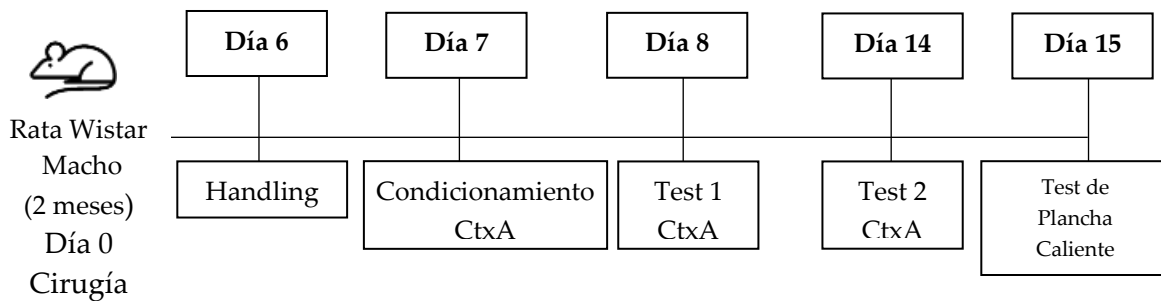 Día 6
Día 7
Día 8
Día 14
Día 15
Rata Wistar
Macho
(2 meses)
Día 0
Cirugía
Handling
Condicionamiento
CtxA
Test 1
CtxA
Test 2
CtxA
Test de
Plancha
Caliente